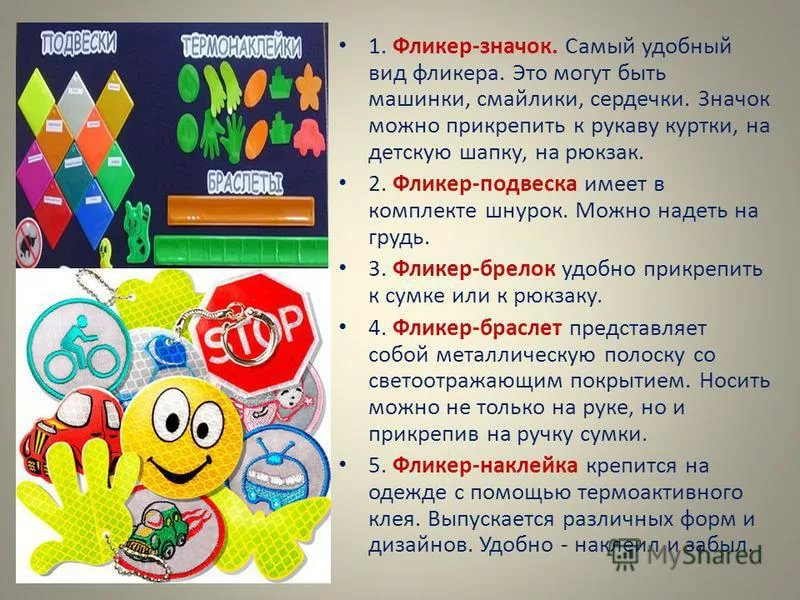 ПОДВЕСКИ
ТЕРМОНАКЛЕЙКИ
БРАСЛЕТЫ
STOP
• 1. Фликер-значок. Самый удобный
вид фликера. Это могут быть
машинки, смайлики, сердечки. Значок
можно прикрепить к рукаву куртки, на
детскую шапку, на рюкзак.
• 2. Фликер-подвеска имеет в
комплекте шнурок. Можно надеть на
грудь.
• 3. Фликер-брелок удобно прикрепить
к сумке или к рюкзаку.
• 4. Фликер-браслет представляет
собой металлическую полоску со
светоотражающим покрытием. Носить
можно не только на руке, но и
прикрепив на ручку сумки.
• 5. Фликер-наклейка крепится на
одежде с помощью термоактивного
клея. Выпускается различных форм и
дизайнов. Удобно - наклеил и забыл.
MyShared